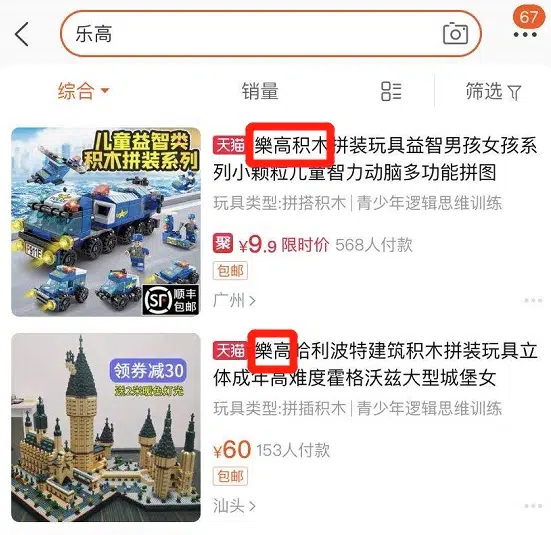 乐高
67
综合
销量
筛选
儿童益智类
积木拼装系列
SF 顺丰包邮
天猫 樂高积木拼装玩具益智男孩女孩系
列小颗粒儿童智力动脑多功能拼图
玩具类型:拼搭积木|青少年逻辑思维训练
聚 ¥9.9 限时价 568人付款
包邮
广州
领券减30
送2米暖色灯光
天猫 樂高哈利波特建筑积木拼装玩具立
体成年高难度霍格沃兹大型城堡女
玩具类型:拼插积木|青少年逻辑思维训练
¥60 153人付款
包邮
汕头